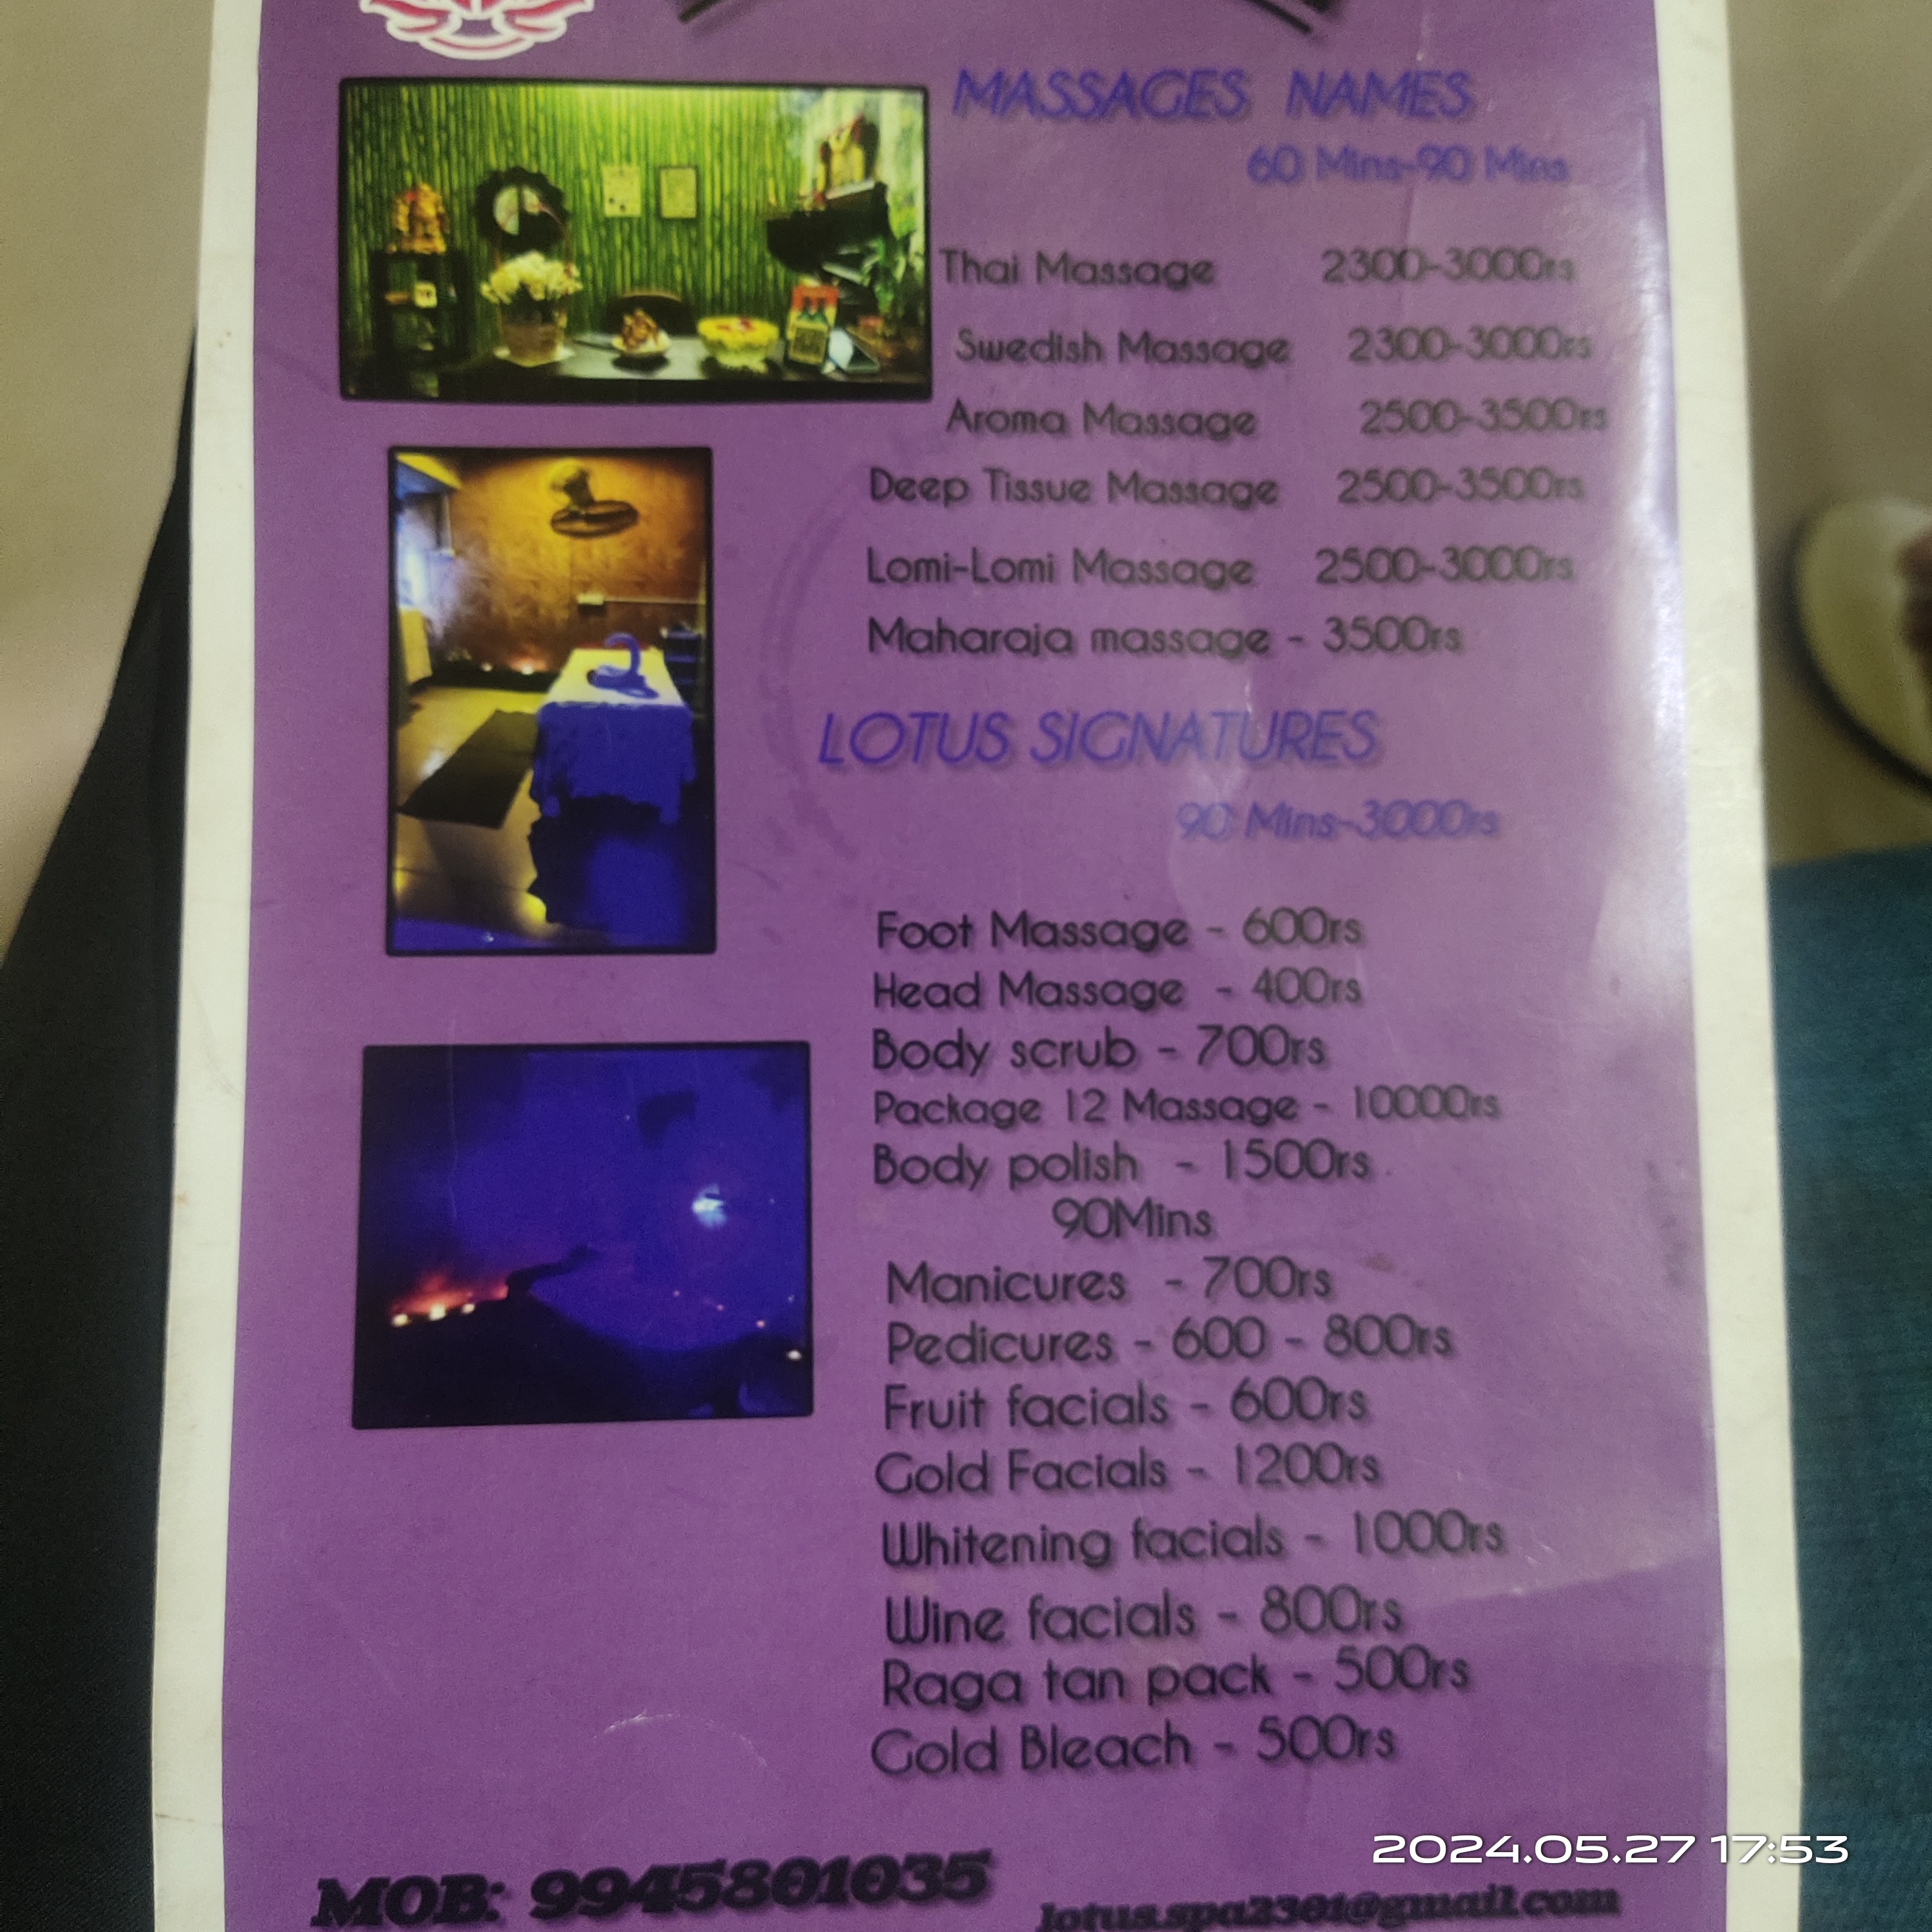 MASSAGES NAMES
60 Mins-90 Mins
Thai Massage 2300-3000rs
Swedish Massage 2300-3000rs
Aroma Massage 2500-3500rs
Deep Tissue Massage 2500-3500rs
Lomi-Lomi Massage 2500-3000rs
Maharaja massage - 3500rs
LOTUS SIGNATURES
90 Mins-3000rs
Foot Massage - 600rs
Head Massage - 400rs
Body scrub - 700rs
Package 12 Massage - 10000rs
Body polish - 1500rs
90Mins
Manicures - 700rs
Pedicures - 600 - 800rs
Fruit facials - 600rs
Gold Facials - 1200rs
Whitening facials - 1000rs
Wine facials - 800rs
Raga tan pack - 500rs
Gold Bleach - 500rs
MOB: 9945801035
lotus.spa2301@gmail.com
2024.05.27 17:53